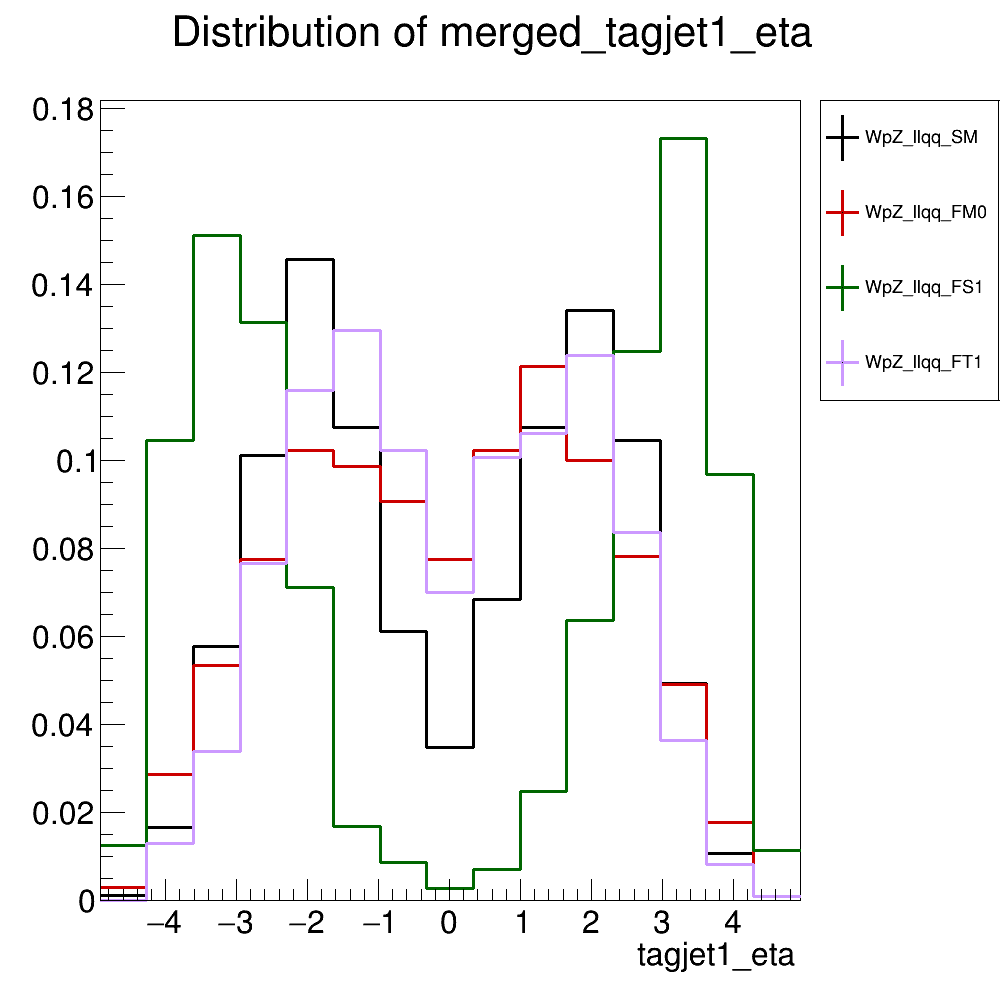 Distribution of merged_tagjet1_eta
0.18
0.16
0.14
0.12
0.1
0.08
0.06
0.04
0.02
0
−4 −3 −2 −1 0 1 2 3 4
tagjet1_eta
WpZ_llqq_SM
WpZ_llqq_FM0
WpZ_llqq_FS1
WpZ_llqq_FT1